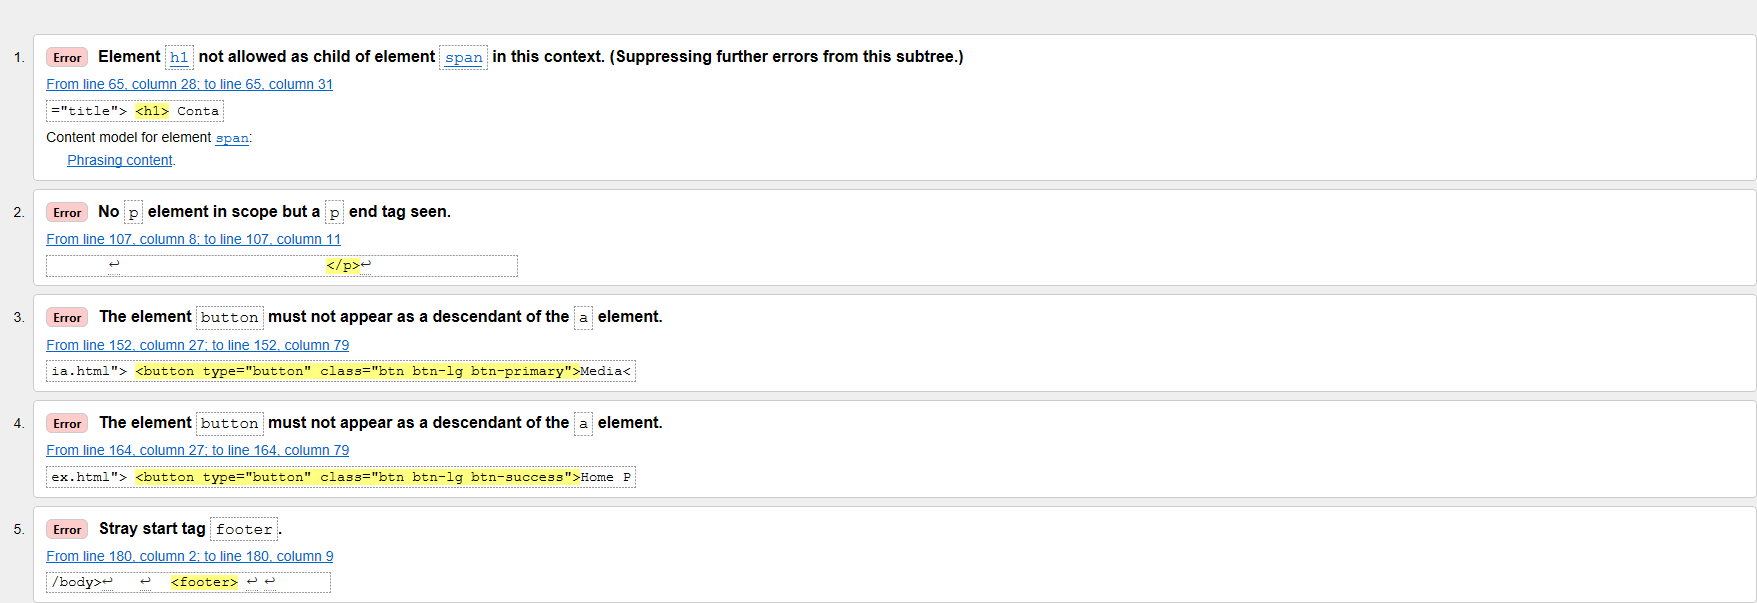 1. Error Element h1 not allowed as child of element span in this context. (Suppressing further errors from this subtree.)
From line 65, column 28; to line 65, column 31
="title"> <h1> Conta
Content model for element span:
Phrasing content.
2. Error No p element in scope but a p end tag seen.
From line 107, column 8; to line 107, column 11
↩ </p>↩
3. Error The element button must not appear as a descendant of the a element.
From line 152, column 27; to line 152, column 79
ia.html"> <button type="button" class="btn btn-lg btn-primary">Media<
4. Error The element button must not appear as a descendant of the a element.
From line 164, column 27; to line 164, column 79
ex.html"> <button type="button" class="btn btn-lg btn-success">Home P
5. Error Stray start tag footer.
From line 180, column 2; to line 180, column 9
/body>↩ ↩ <footer> ↩ ↩